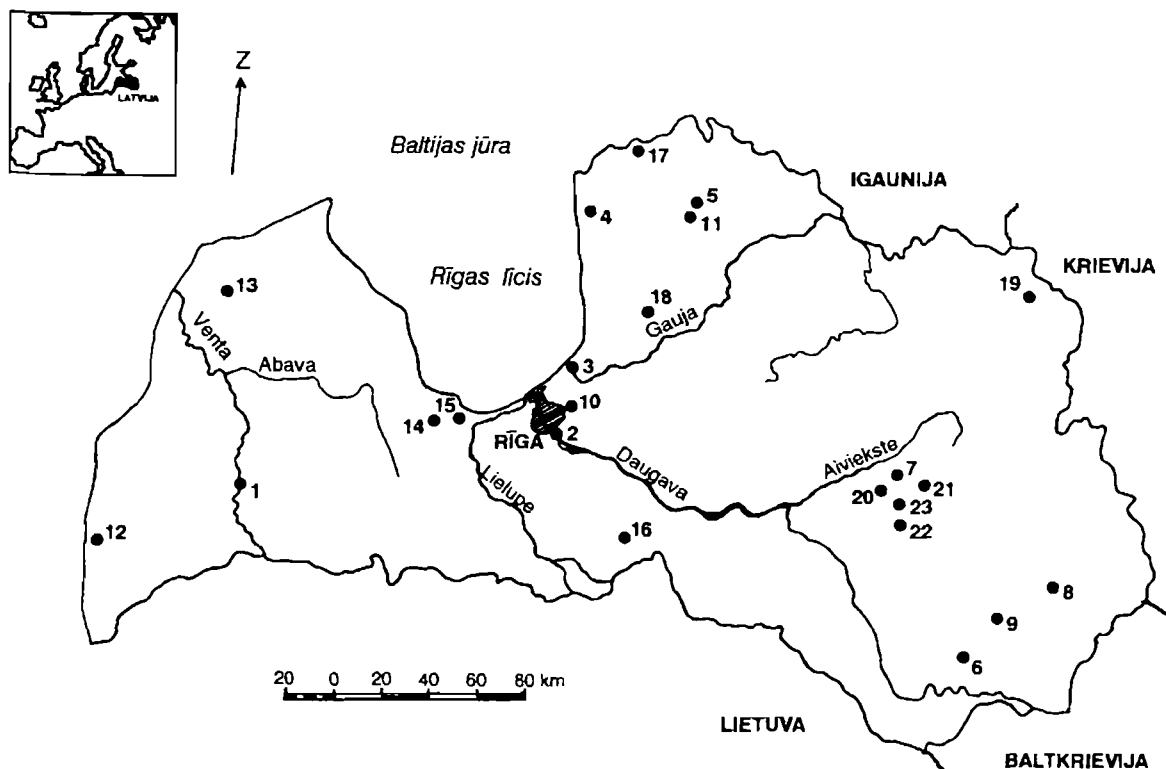 LATVIJA
Z
Baltijas jūra
17
IGAUNIJA
5
4
11
Rīgas līcis
KRIEVIJA
13
19
18
Gauja
Venta
Abava
3
10
14
15
RĪGA
2
Daugava
Aiviekste
Lielupe
7
20
21
23
22
1
12
16
8
9
6
20 0 20 40 60 80 km
LIETUVA
BALTKRIEVIJA